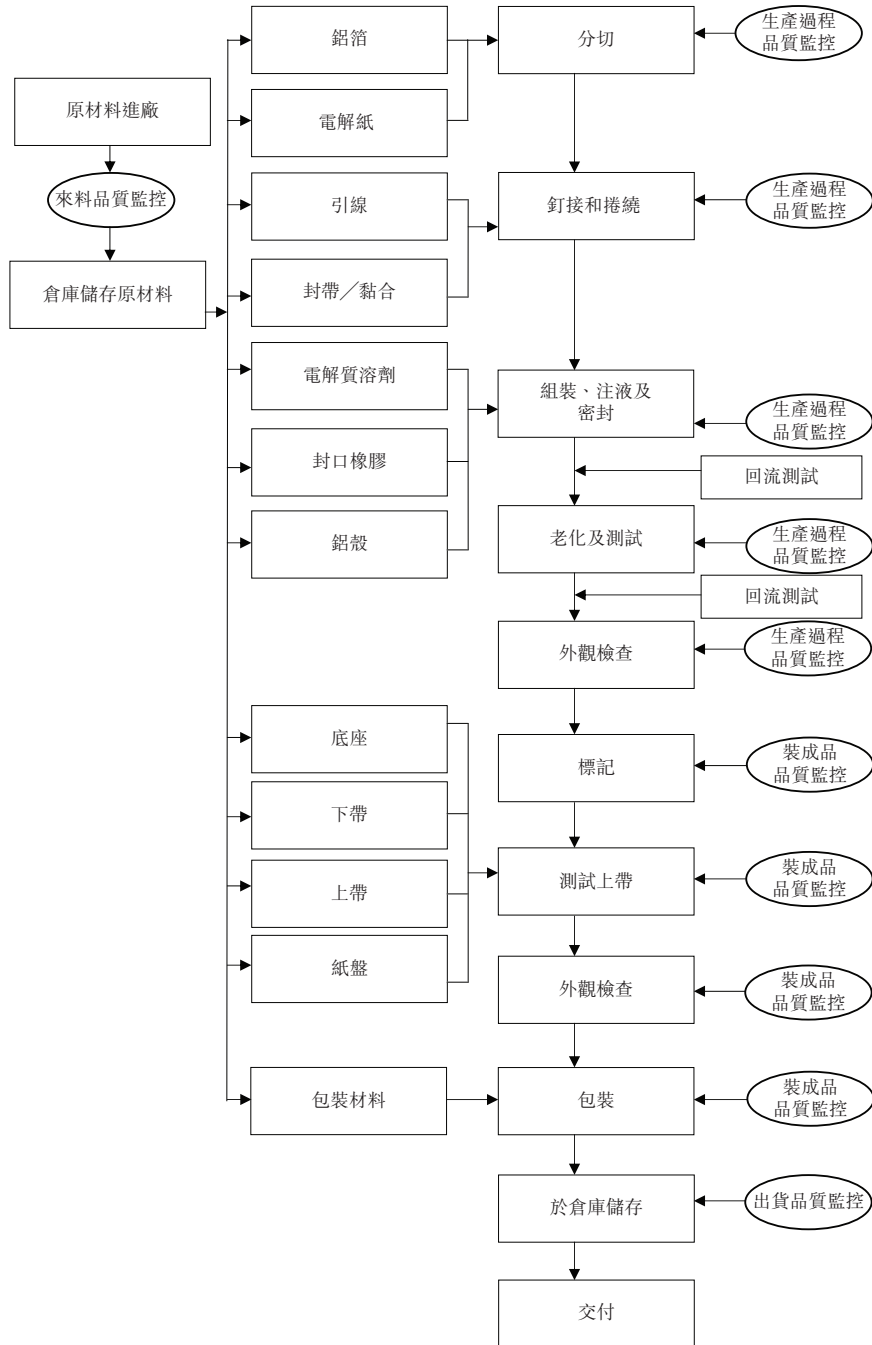 鋁箔
分切
生產過程
品質監控
原材料進廠
電解紙
來料品質監控
引線
釘接和捲繞
生產過程
品質監控
倉庫儲存原材料
封帶／黏合
電解質溶劑
組裝、注液及
密封
生產過程
品質監控
封口橡膠
回流測試
鋁殼
老化及測試
生產過程
品質監控
回流測試
外觀檢查
生產過程
品質監控
底座
標記
裝成品
品質監控
下帶
測試上帶
裝成品
品質監控
上帶
紙盤
外觀檢查
裝成品
品質監控
包裝材料
包裝
裝成品
品質監控
於倉庫儲存
出貨品質監控
交付